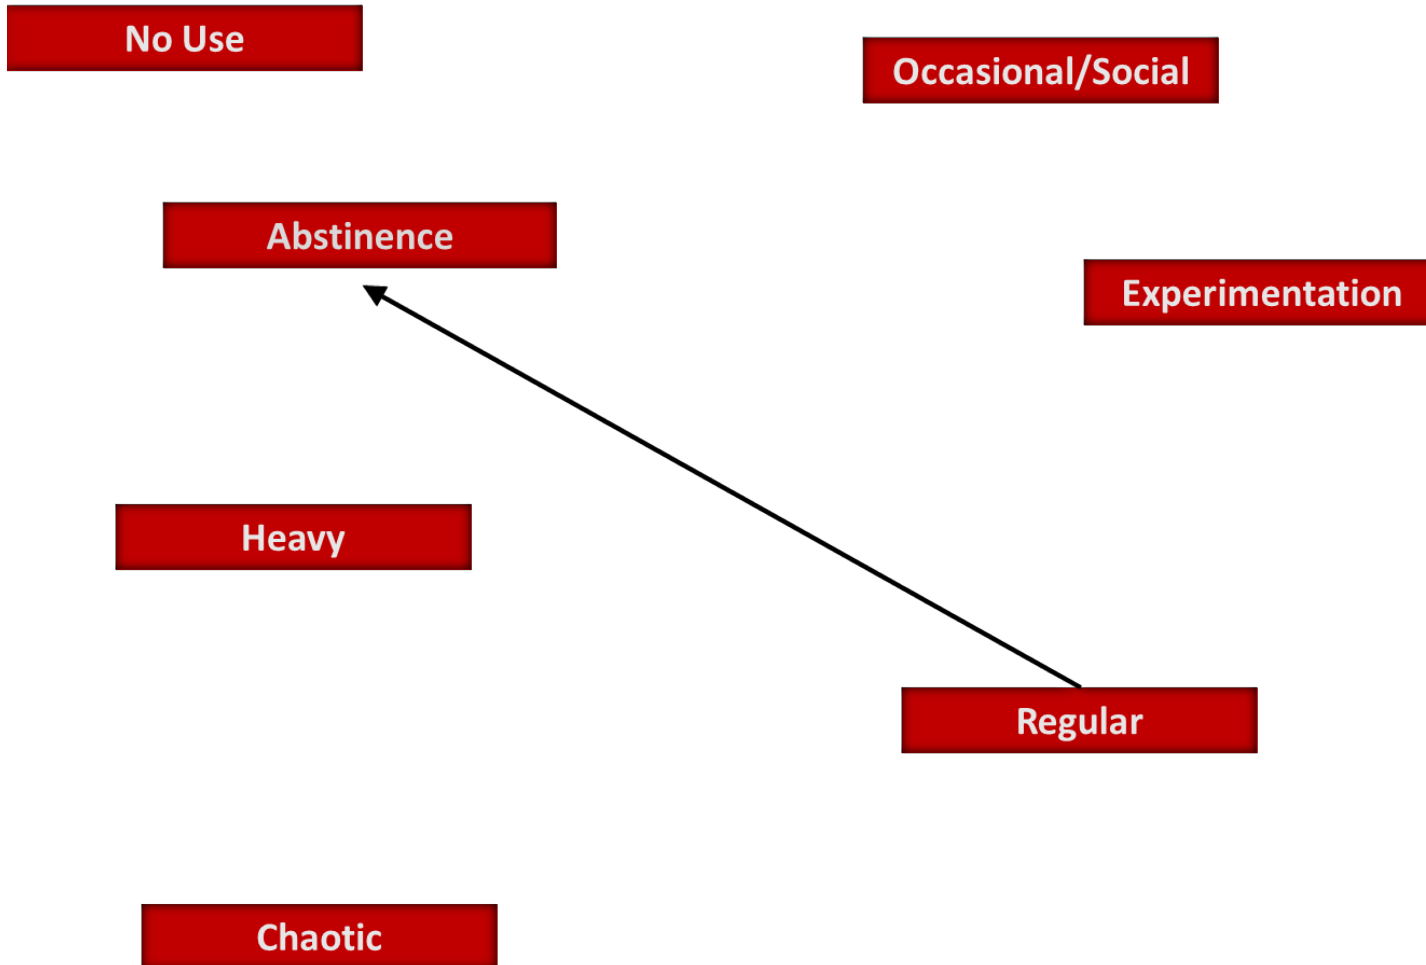 No Use
Occasional/Social
Abstinence
Experimentation
Heavy
Regular
Chaotic